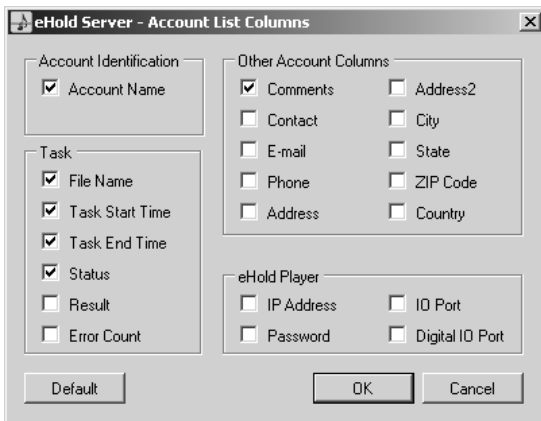 eHold Server - Account List Columns
Account Identification
Account Name
Task
File Name
Task Start Time
Task End Time
Status
Result
Error Count
Other Account Columns
Comments
Address2
Contact
City
E-mail
State
Phone
ZIP Code
Address
Country
eHold Player
IP Address
IO Port
Password
Digital IO Port
Default
OK
Cancel